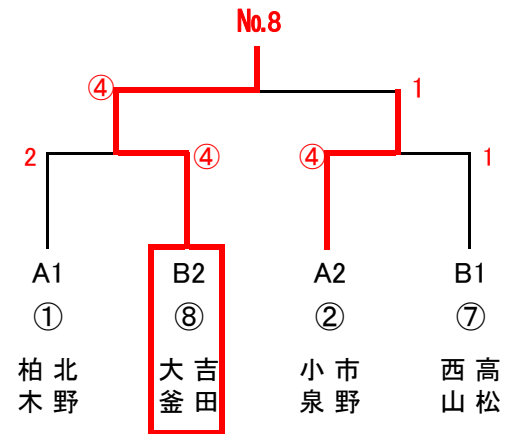 No.8
④ 1
2 ④ ④ 1
A1 B2 A2 B1
① ⑧ ② ⑦
柏 北 大 吉 小 市 西 高
木 野 釜 田 泉 野 山 松